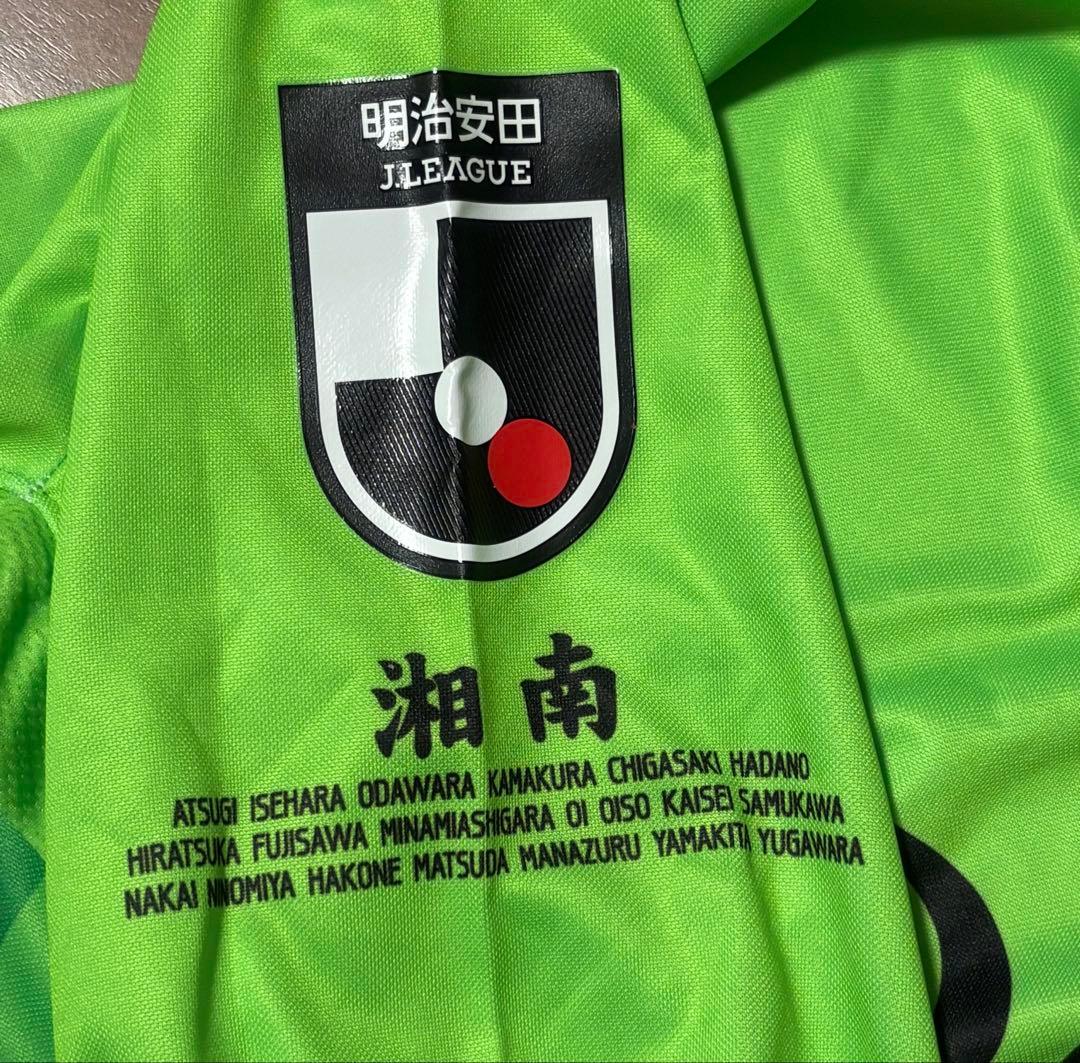 明治安田
J.LEAGUE
湘南
ATSUGI ISEHARA ODAWARA KAMAKURA CHIGASAKI HADANO
HIRATSUKA FUJISAWA MINAMIASHIGARA OI OISO KAISEI SAMUKAWA
NAKAI NINOMIYA HAKONE MATSUDA MANAZURU YAMAKITA YUGAWARA